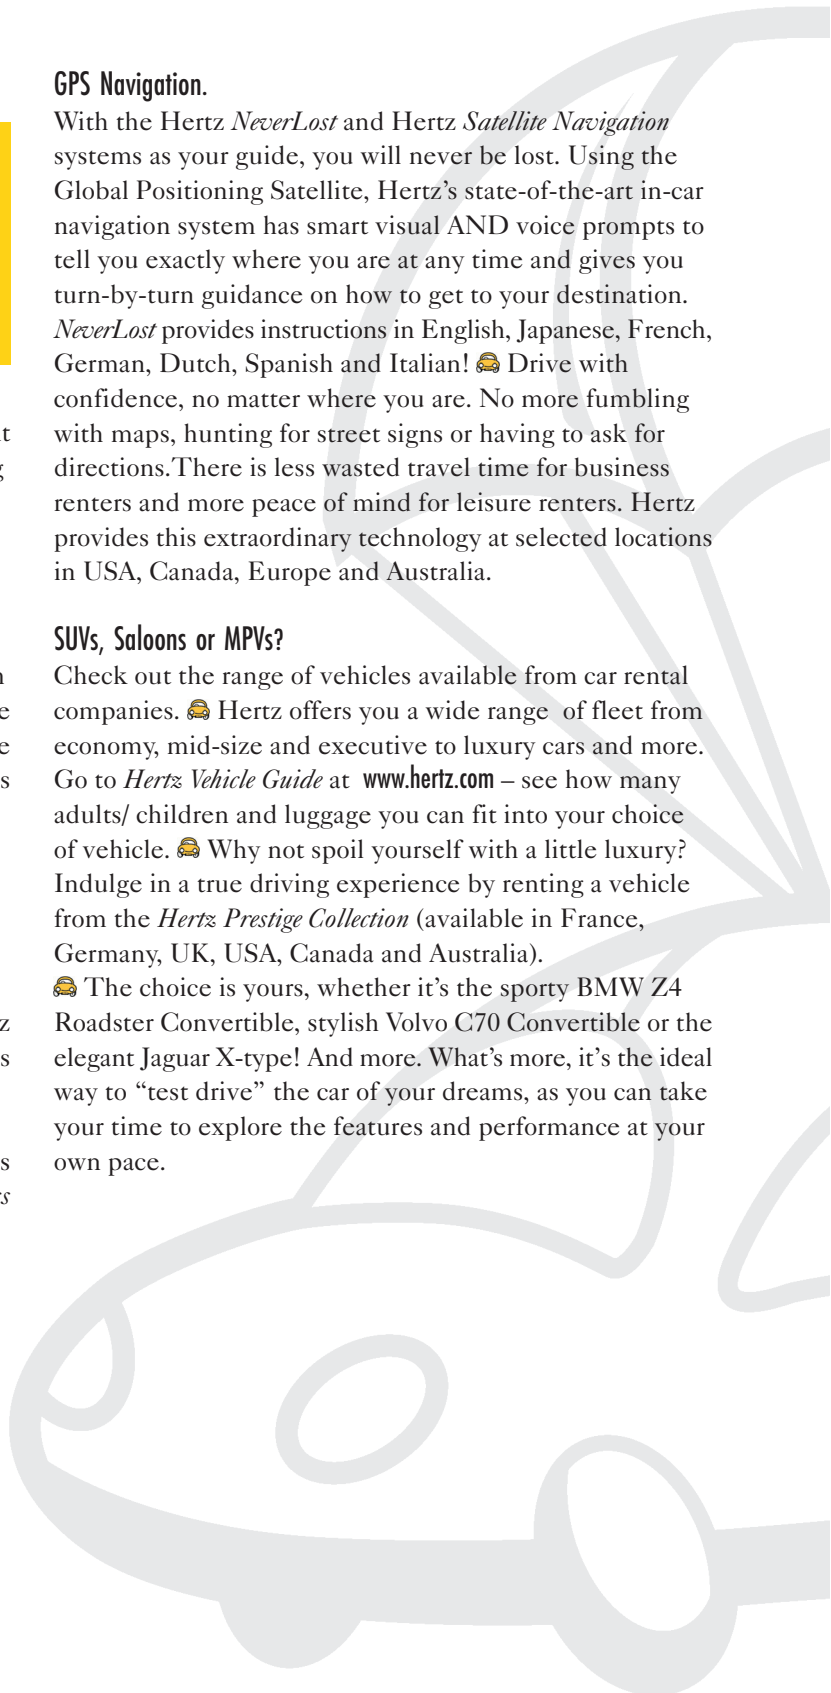 GPS Navigation.
With the Hertz NeverLost and Hertz Satellite Navigation
systems as your guide, you will never be lost. Using the
Global Positioning Satellite, Hertz’s state-of-the-art in-car
navigation system has smart visual AND voice prompts to
tell you exactly where you are at any time and gives you
turn-by-turn guidance on how to get to your destination.
NeverLost provides instructions in English, Japanese, French,
German, Dutch, Spanish and Italian! Drive with
confidence, no matter where you are. No more fumbling
with maps, hunting for street signs or having to ask for
directions.There is less wasted travel time for business
renters and more peace of mind for leisure renters. Hertz
provides this extraordinary technology at selected locations
in USA, Canada, Europe and Australia.
SUVs, Saloons or MPVs?
Check out the range of vehicles available from car rental
companies. Hertz offers you a wide range  of fleet from
economy, mid-size and executive to luxury cars and more.
Go to Hertz Vehicle Guide at  www.hertz.com – see how many
adults/ children and luggage you can fit into your choice
of vehicle. Why not spoil yourself with a little luxury?
Indulge in a true driving experience by renting a vehicle
from the Hertz Prestige Collection (available in France,
Germany, UK, USA, Canada and Australia).
The choice is yours, whether it’s the sporty BMW Z4
Roadster Convertible, stylish Volvo C70 Convertible or the
elegant Jaguar X-type! And more. What’s more, it’s the ideal
way to “test drive” the car of your dreams, as you can take
your time to explore the features and performance at your
own pace.